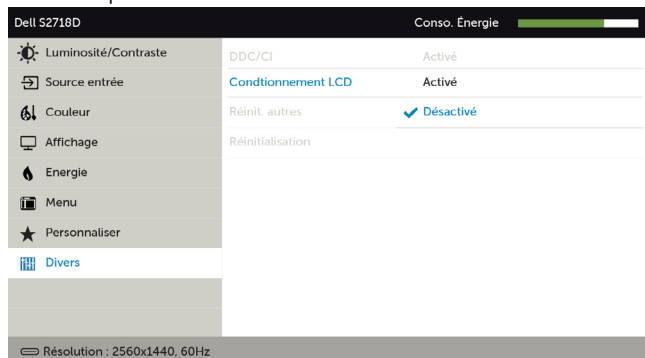 Dell S2718D Conso. Énergie
Luminosité/Contraste
DDC/CI Activé
Source entrée
Condtionnement LCD Activé
Couleur
Réinit. autres Désactivé
Affichage
Réinitialisation
Energie
Menu
Personnaliser
Divers
Résolution : 2560x1440, 60Hz